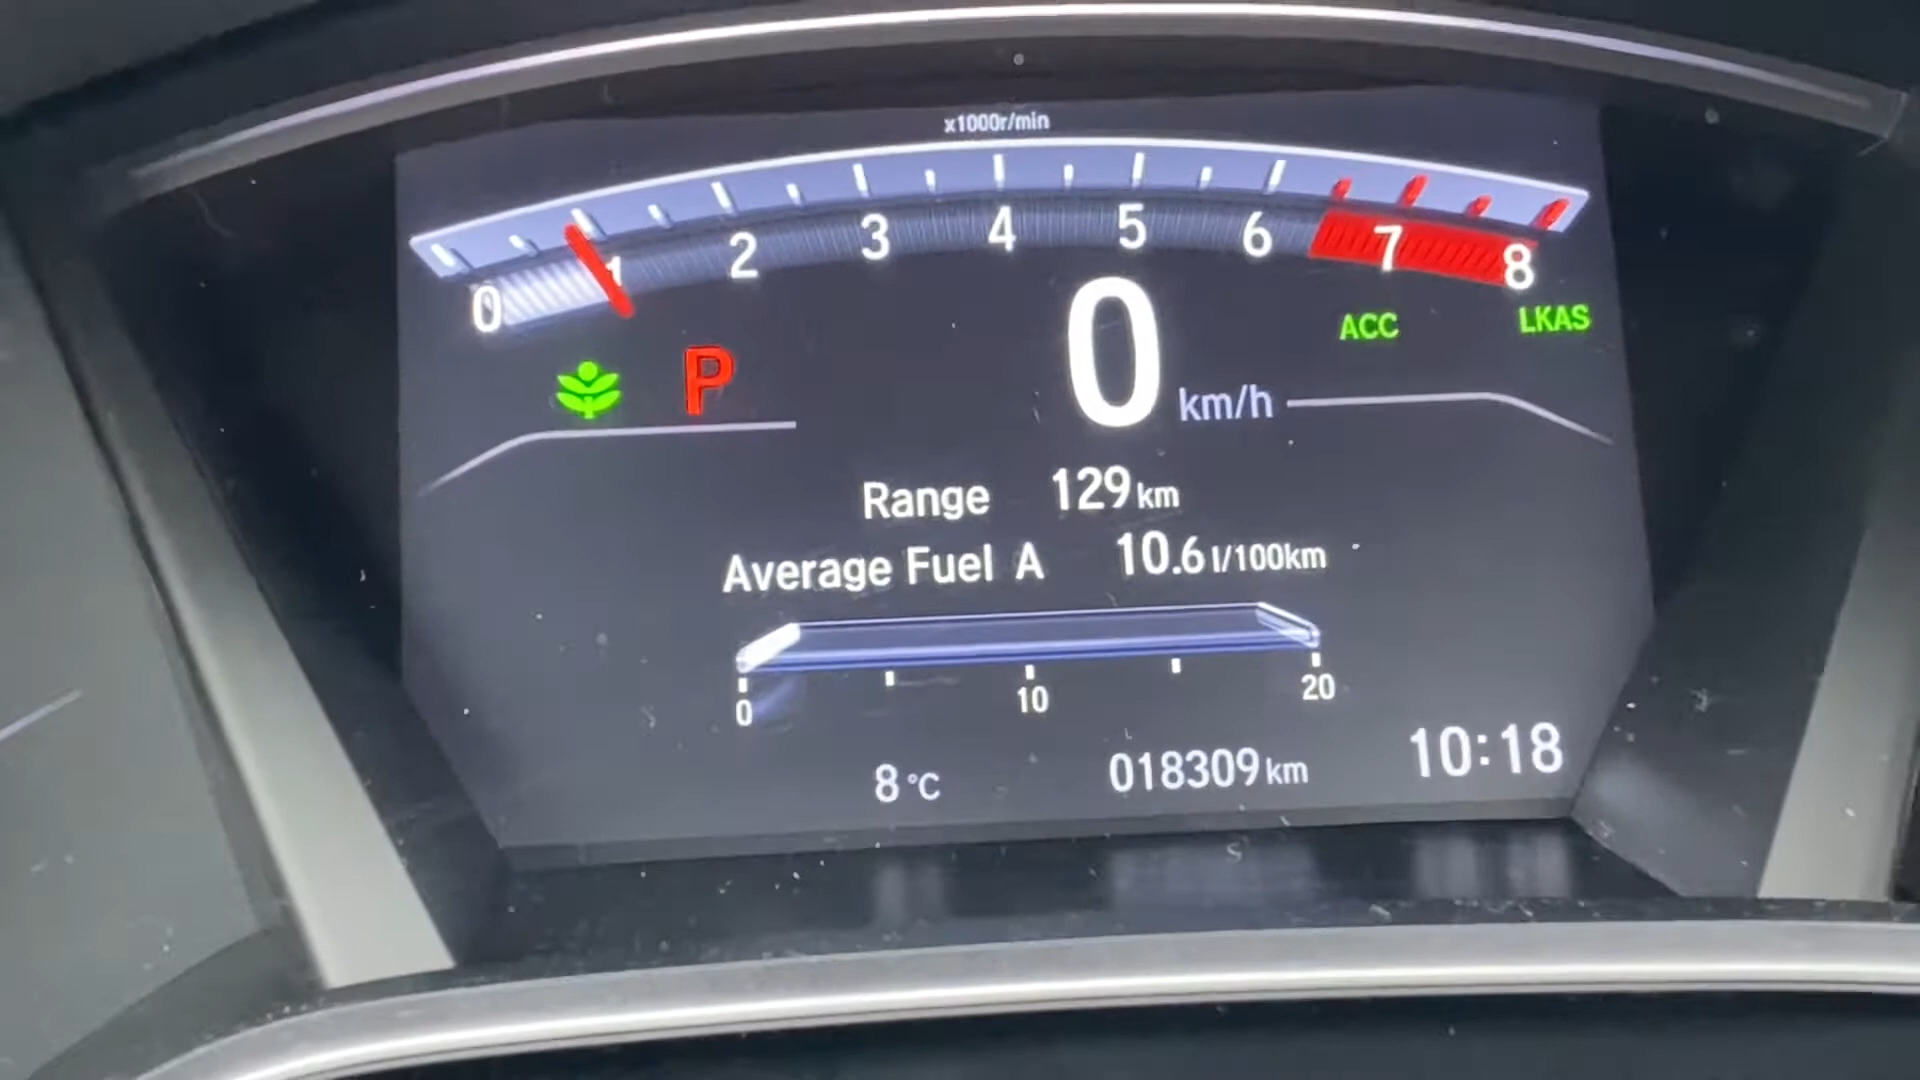 x1000r/min
0 1 2 3 4 5 6 7 8
ACC LKAS
P 0 km/h
Range 129 km
Average Fuel A 10.6 l/100km
0 10 20
8 °C 018309 km 10:18